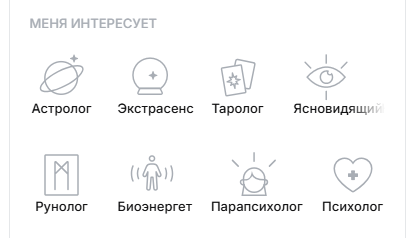 МЕНЯ ИНТЕРЕСУЕТ
Астролог Экстрасенс Таролог Ясновидящий
Рунолог Биоэнергет Парапсихолог Психолог